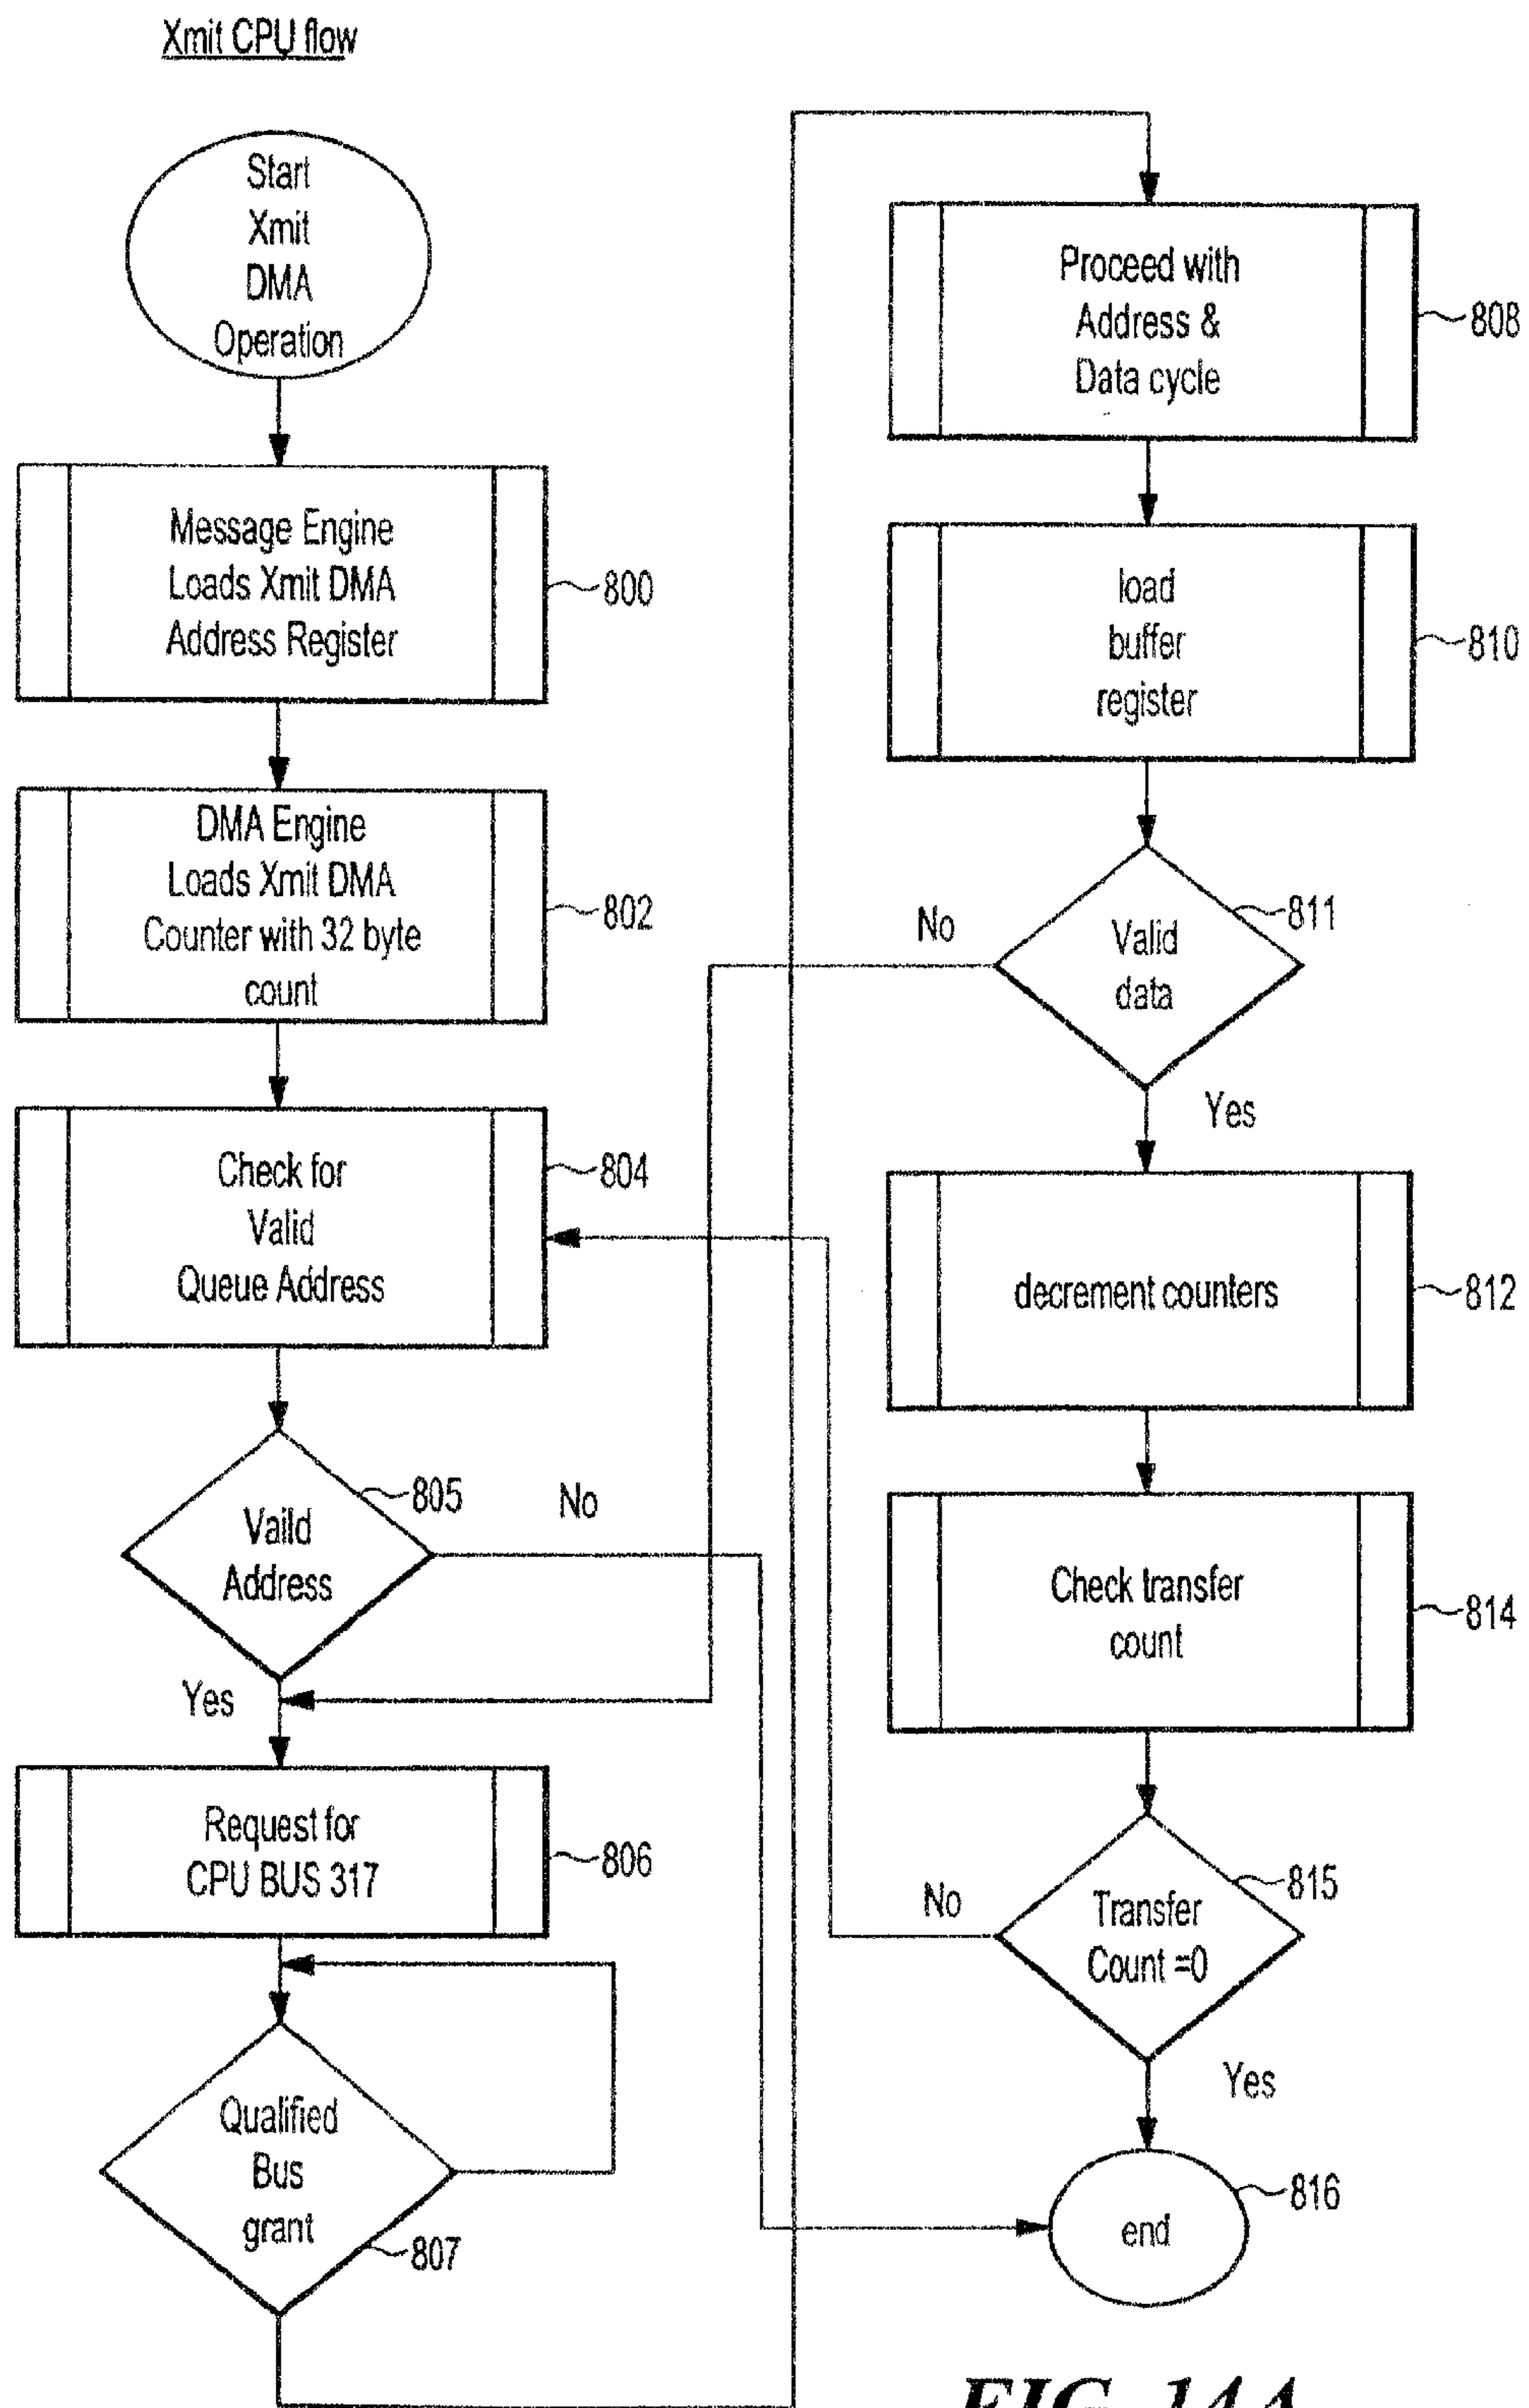 Xmit CPU flow
Start
Xmit
DMA
Operation
Message Engine
Loads Xmit DMA
Address Register
800
DMA Engine
Loads Xmit DMA
Counter with 32 byte
count
802
Check for
Valid
Queue Address
804
Vaild
Address
805
No
Yes
Request for
CPU BUS 317
806
Qualified
Bus
grant
807
Proceed with
Address &
Data cycle
808
load
buffer
register
810
Valid
data
811
No
Yes
decrement counters
812
Check transfer
count
814
Transfer
Count =0
815
No
Yes
end
816
FIG. 14A